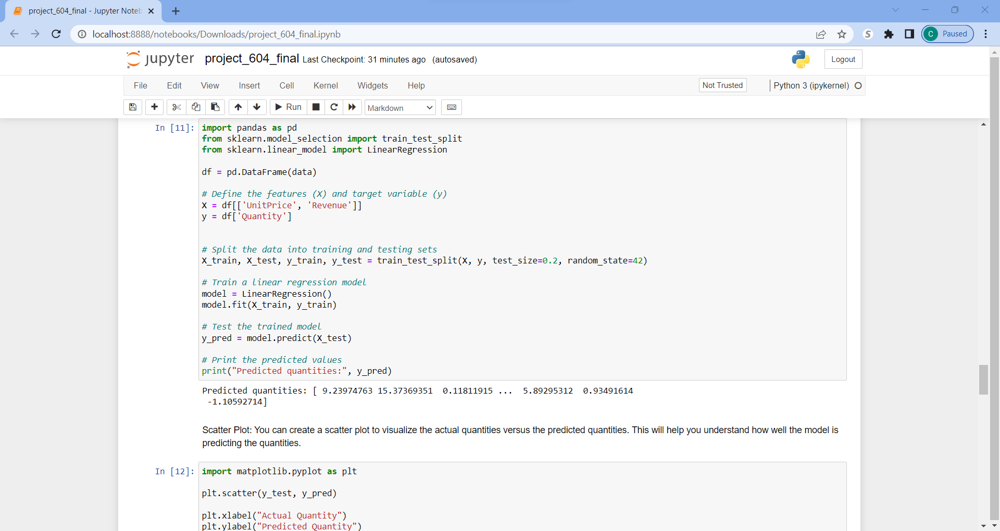 project_604_final - Jupyter Noteb
localhost:8888/notebooks/Downloads/project_604_final.ipynb
S
C Paused
jupyter project_604_final Last Checkpoint: 31 minutes ago (autosaved)
Logout
File Edit View Insert Cell Kernel Widgets Help
Not Trusted
Python 3 (ipykernel)
Run
Markdown
In [11]:
import pandas as pd
from sklearn.model_selection import train_test_split
from sklearn.linear_model import LinearRegression
df = pd.DataFrame(data)
# Define the features (X) and target variable (y)
X = df[['UnitPrice', 'Revenue']]
y = df['Quantity']
# Split the data into training and testing sets
X_train, X_test, y_train, y_test = train_test_split(X, y, test_size=0.2, random_state=42)
# Train a linear regression model
model = LinearRegression()
model.fit(X_train, y_train)
# Test the trained model
y_pred = model.predict(X_test)
# Print the predicted values
print("Predicted quantities:", y_pred)
Predicted quantities: [ 9.23974763 15.37369351  0.11811915 ...  5.89295312  0.93491614
 -1.10592714]
Scatter Plot: You can create a scatter plot to visualize the actual quantities versus the predicted quantities. This will help you understand how well the model is
predicting the quantities.
In [12]:
import matplotlib.pyplot as plt
plt.scatter(y_test, y_pred)
plt.xlabel("Actual Quantity")
plt.ylabel("Predicted Quantity")